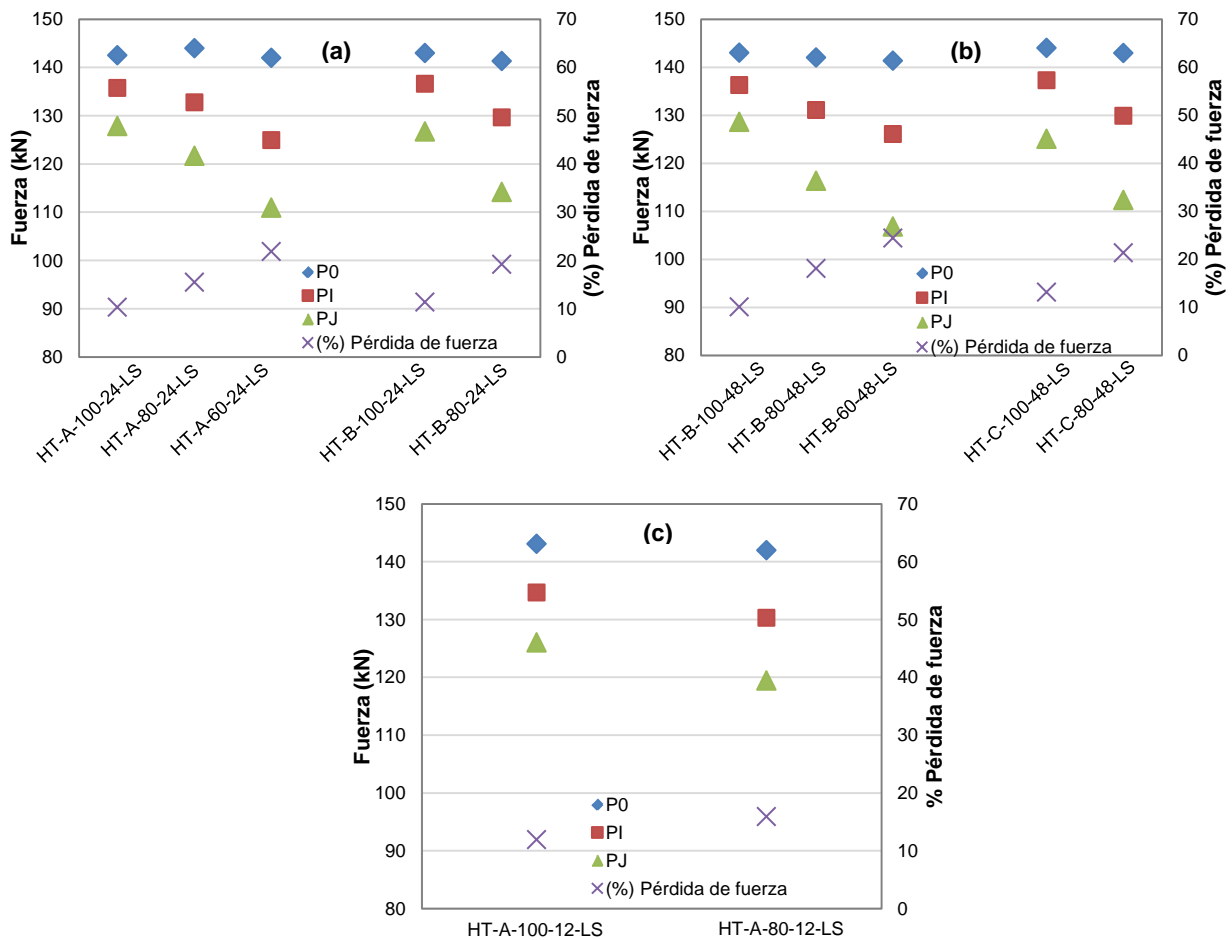 (a)
Fuerza (kN)
150
140
130
120
110
100
90
80
70
60
50
40
30
20
10
0
(%) Pérdida de fuerza
P0
PI
PJ
(%) Pérdida de fuerza
HT-A-100-24-LS
HT-A-80-24-LS
HT-A-60-24-LS
HT-B-100-24-LS
HT-B-80-24-LS
(b)
Fuerza (kN)
150
140
130
120
110
100
90
80
70
60
50
40
30
20
10
0
(%) Pérdida de fuerza
P0
PI
PJ
(%) Pérdida de fuerza
HT-B-100-48-LS
HT-B-80-48-LS
HT-B-60-48-LS
HT-C-100-48-LS
HT-C-80-48-LS
(c)
Fuerza (kN)
150
140
130
120
110
100
90
80
70
60
50
40
30
20
10
0
% Pérdida de fuerza
P0
PI
PJ
(%) Pérdida de fuerza
HT-A-100-12-LS
HT-A-80-12-LS